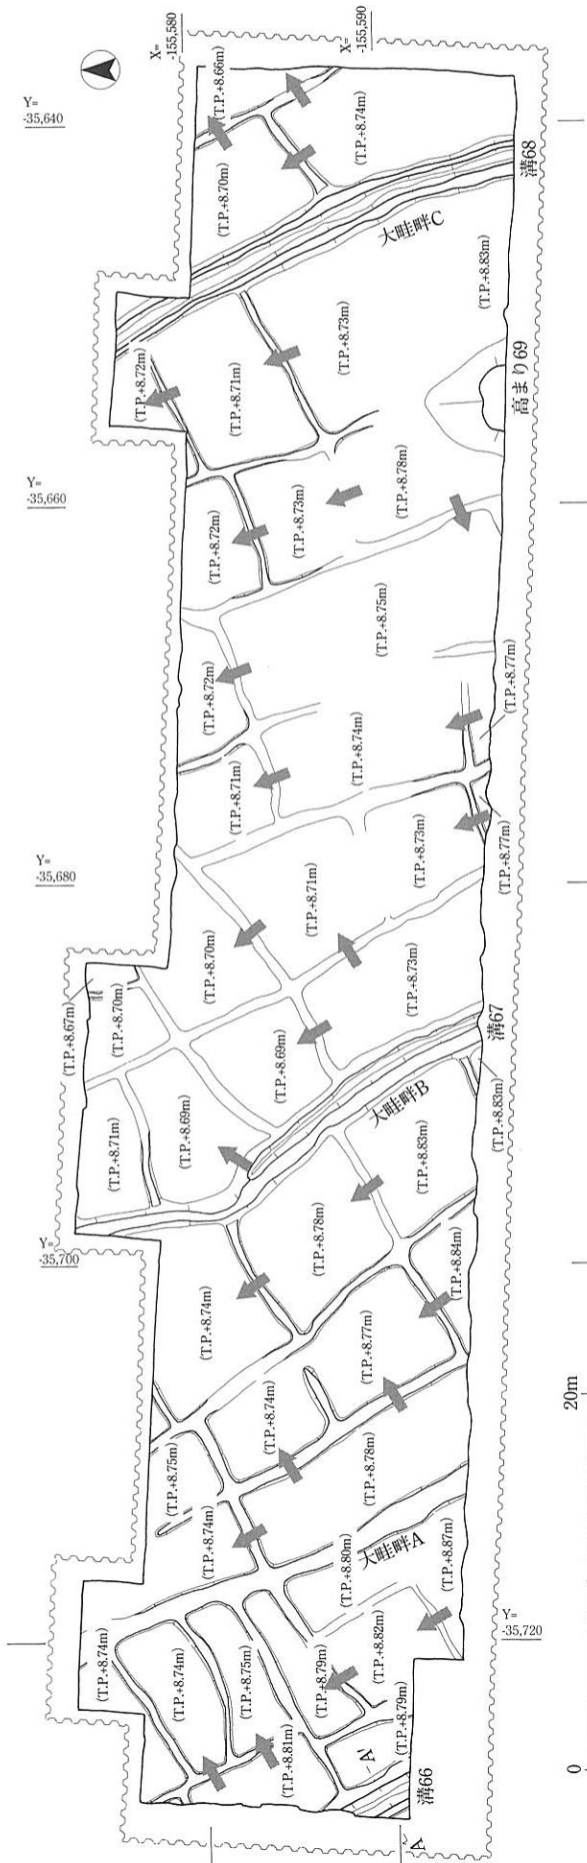 X=
-155,580
X=
-155,590
Y=
-35,640
(T.P.+8.66m)
(T.P.+8.70m)
(T.P.+8.74m)
溝68
大畦畔C
(T.P.+8.83m)
(T.P.+8.72m)
(T.P.+8.71m)
(T.P.+8.73m)
高まり69
Y=
-35,660
(T.P.+8.72m)
(T.P.+8.73m)
(T.P.+8.78m)
(T.P.+8.75m)
(T.P.+8.72m)
(T.P.+8.77m)
(T.P.+8.74m)
(T.P.+8.71m)
(T.P.+8.73m)
(T.P.+8.77m)
Y=
-35,680
(T.P.+8.71m)
(T.P.+8.70m)
(T.P.+8.73m)
溝67
(T.P.+8.67m)
(T.P.+8.70m)
(T.P.+8.69m)
大畦畔B
(T.P.+8.83m)
(T.P.+8.71m)
(T.P.+8.69m)
(T.P.+8.83m)
(T.P.+8.78m)
Y=
-35,700
(T.P.+8.84m)
(T.P.+8.74m)
(T.P.+8.77m)
20m
(T.P.+8.74m)
(T.P.+8.75m)
(T.P.+8.78m)
(T.P.+8.74m)
大畦畔A
(T.P.+8.80m)
(T.P.+8.87m)
Y=
-35,720
(T.P.+8.82m)
(T.P.+8.74m)
(T.P.+8.74m)
(T.P.+8.75m)
(T.P.+8.79m)
(T.P.+8.79m)
(T.P.+8.81m)
A'
溝66
A
0